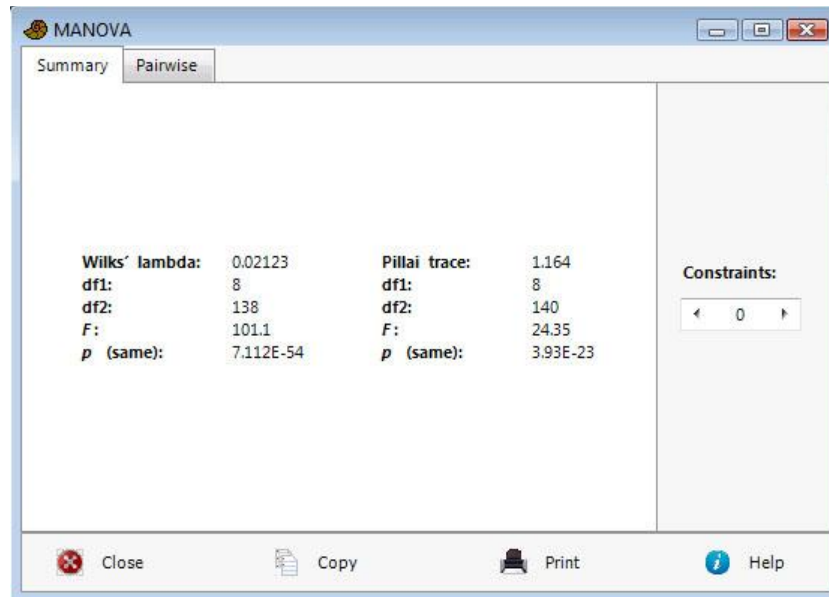 MANOVA
Summary Pairwise
Wilks´ lambda: 0.02123 Pillai trace: 1.164
df1: 8 df1: 8
df2: 138 df2: 140
F: 101.1 F: 24.35
p (same): 7.112E-54 p (same): 3.93E-23
Constraints:
0
Close Copy Print Help